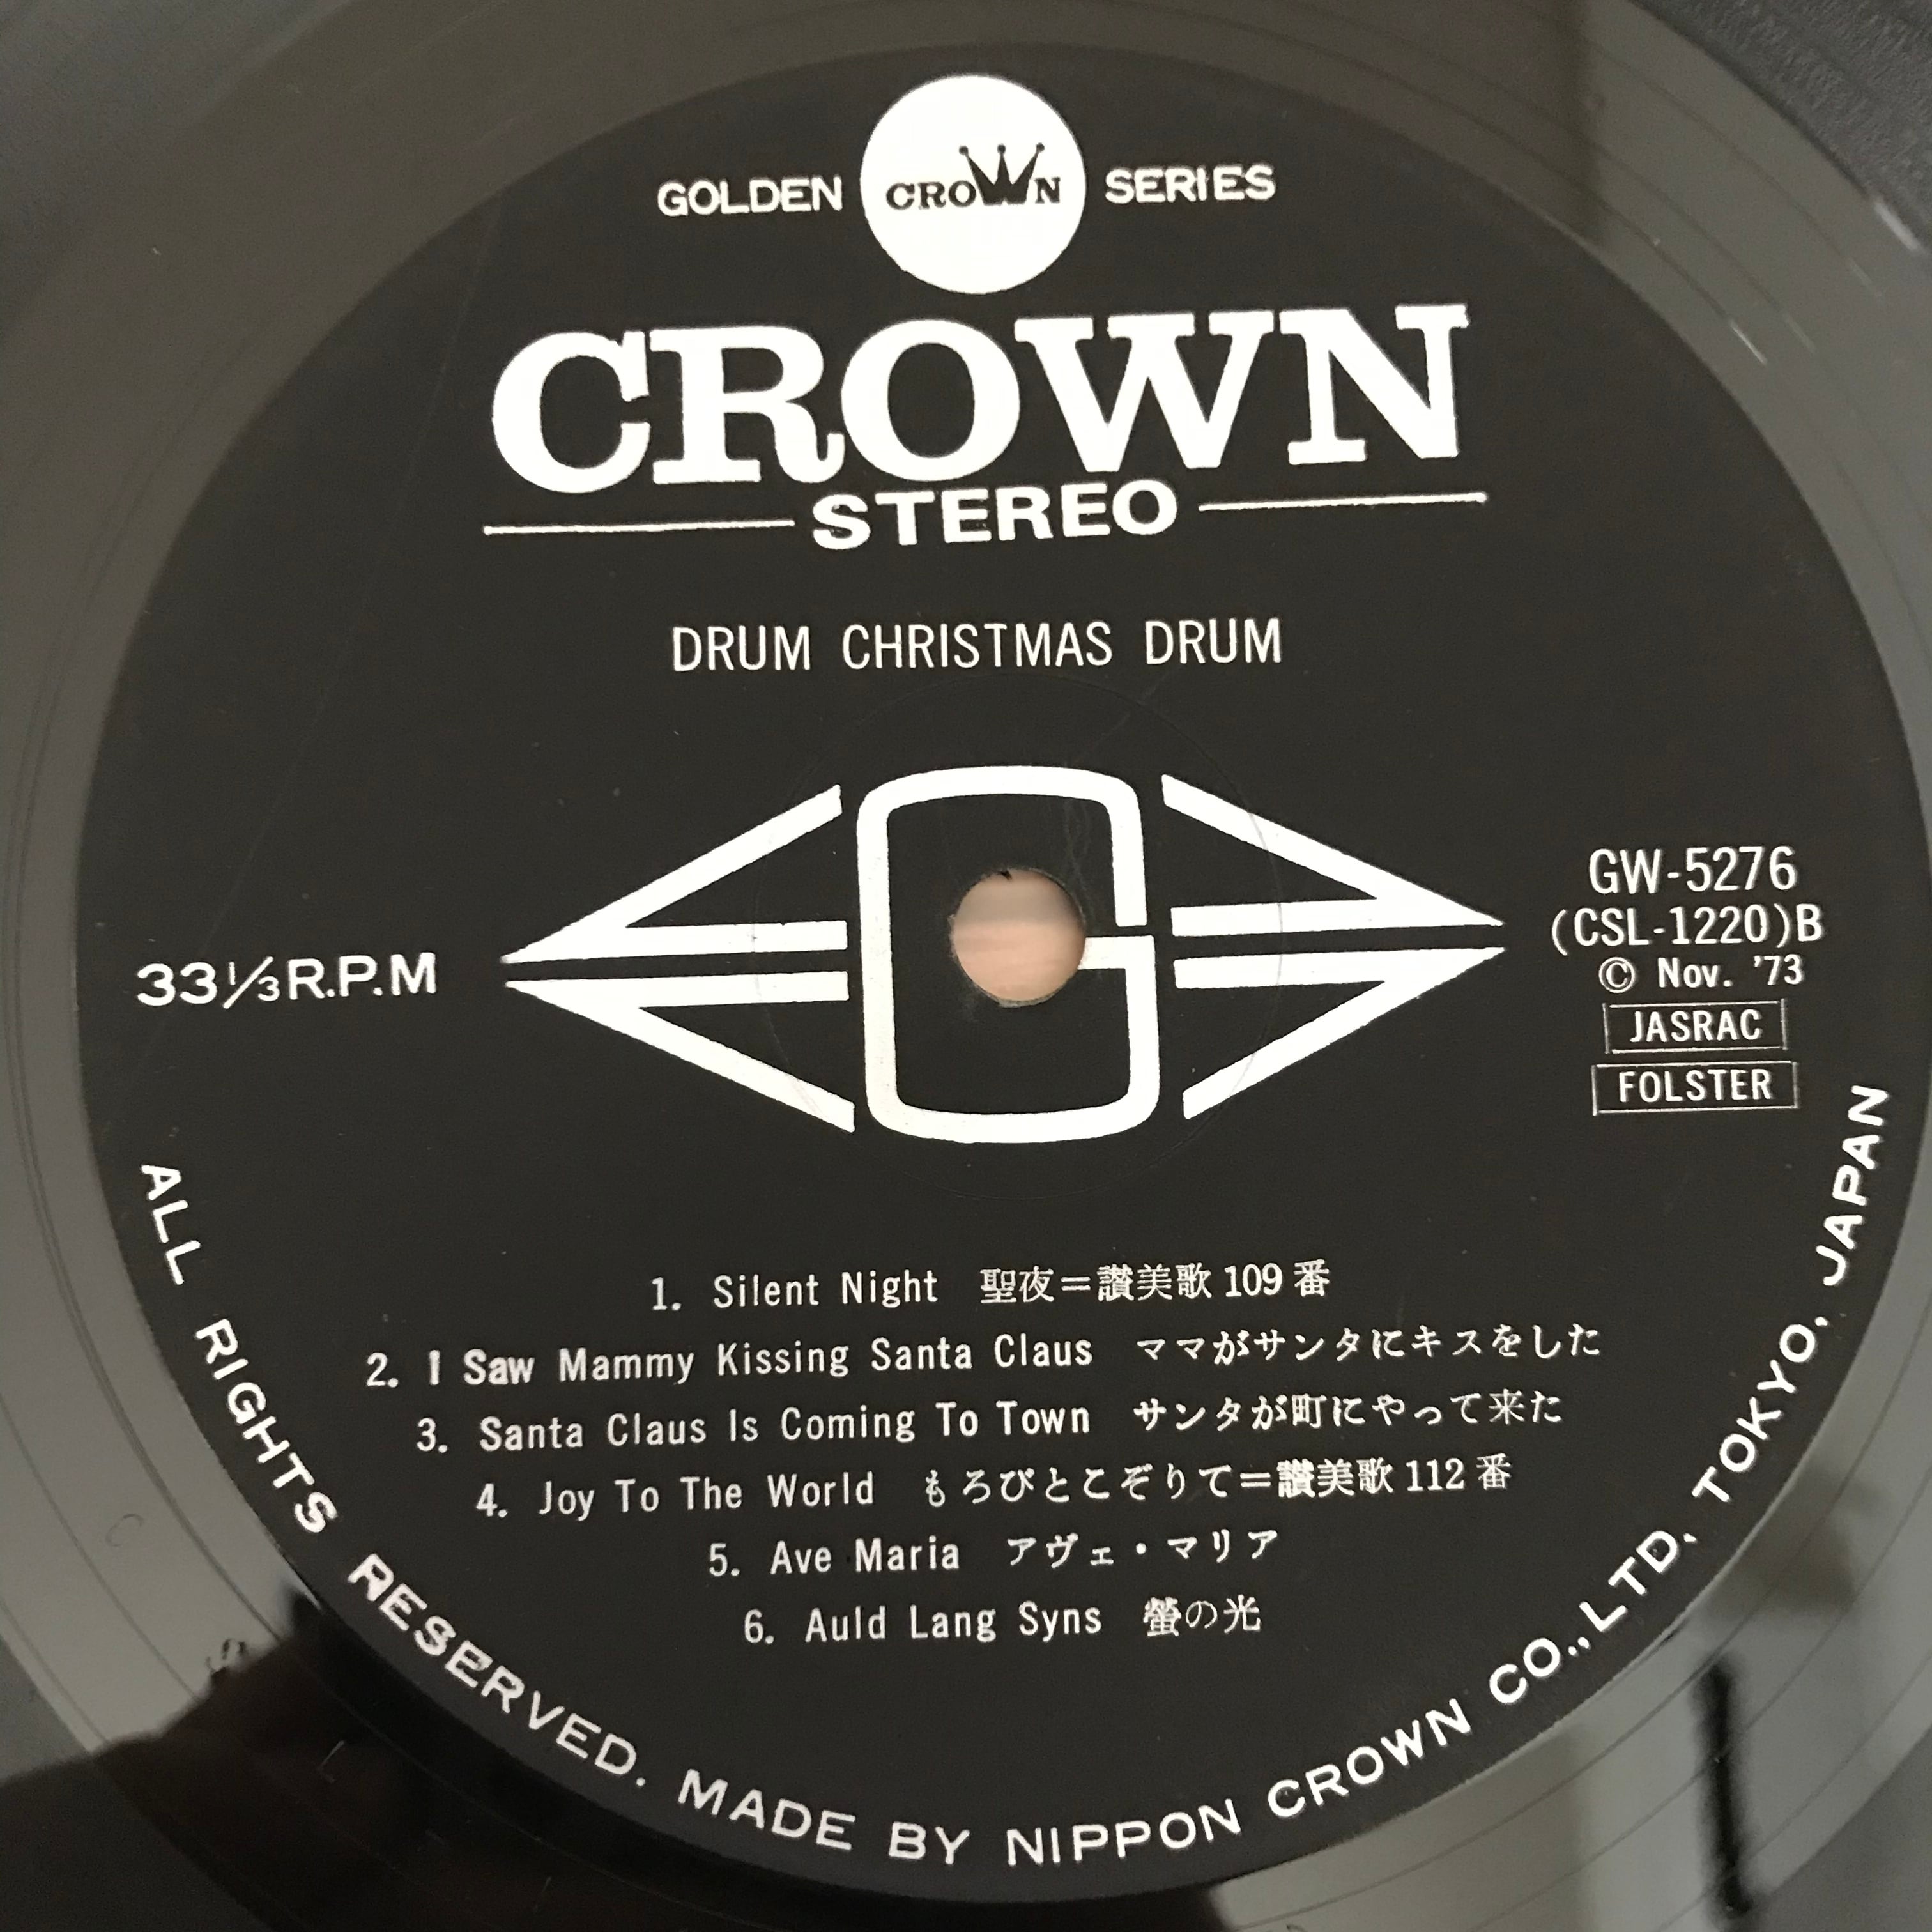 GOLDEN CROWN SERIES
CROWN
STEREO
DRUM CHRISTMAS DRUM
G
33 1/3 R.P.M
GW-5276
(CSL-1220)B
© Nov. '73
JASRAC
FOLSTER
1. Silent Night 聖夜=讃美歌 109 番
2. I Saw Mammy Kissing Santa Claus ママがサンタにキスをした
3. Santa Claus Is Coming To Town サンタが町にやって来た
4. Joy To The World もろびとこぞりて=讃美歌 112 番
5. Ave Maria アヴェ・マリア
6. Auld Lang Syns 螢の光
ALL RIGHTS RESERVED. MADE BY NIPPON CROWN CO., LTD. TOKYO, JAPAN